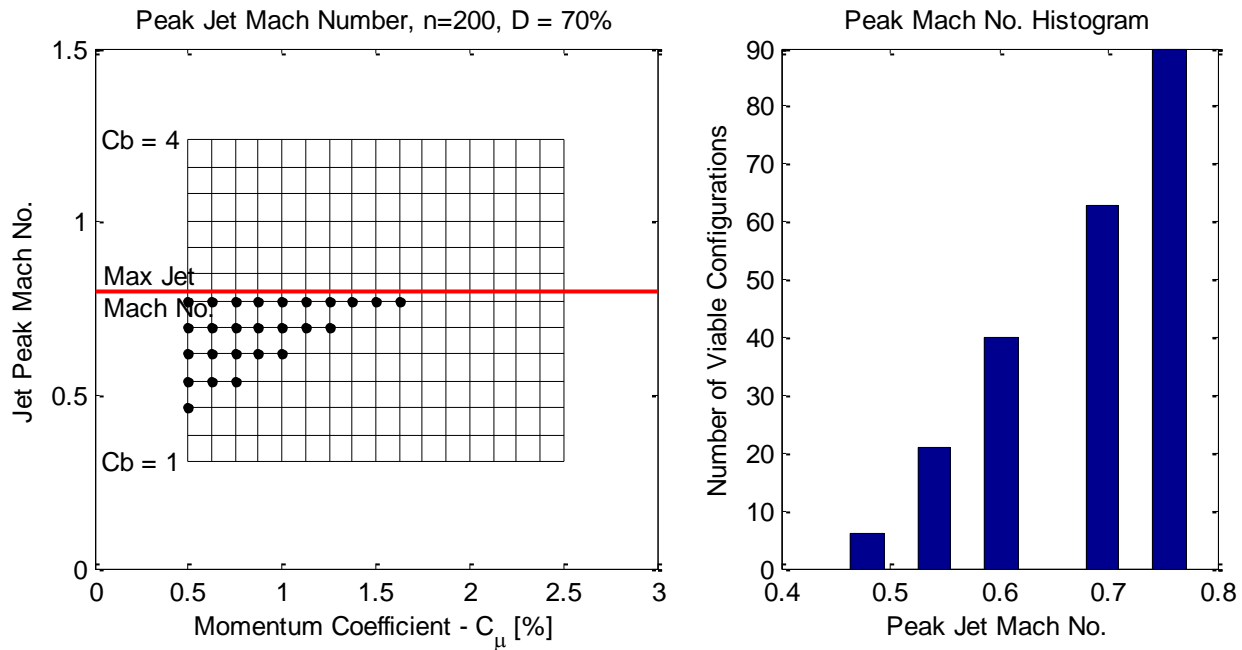 Peak Jet Mach Number, n=200, D = 70%
1.5
1
0.5
0
Jet Peak Mach No.
Cb = 4
Max Jet
Mach No.
Cb = 1
0 0.5 1 1.5 2 2.5 3
Momentum Coefficient - Cμ [%]
Peak Mach No. Histogram
90
80
70
60
50
40
30
20
10
0
Number of Viable Configurations
0.4 0.5 0.6 0.7 0.8
Peak Jet Mach No.